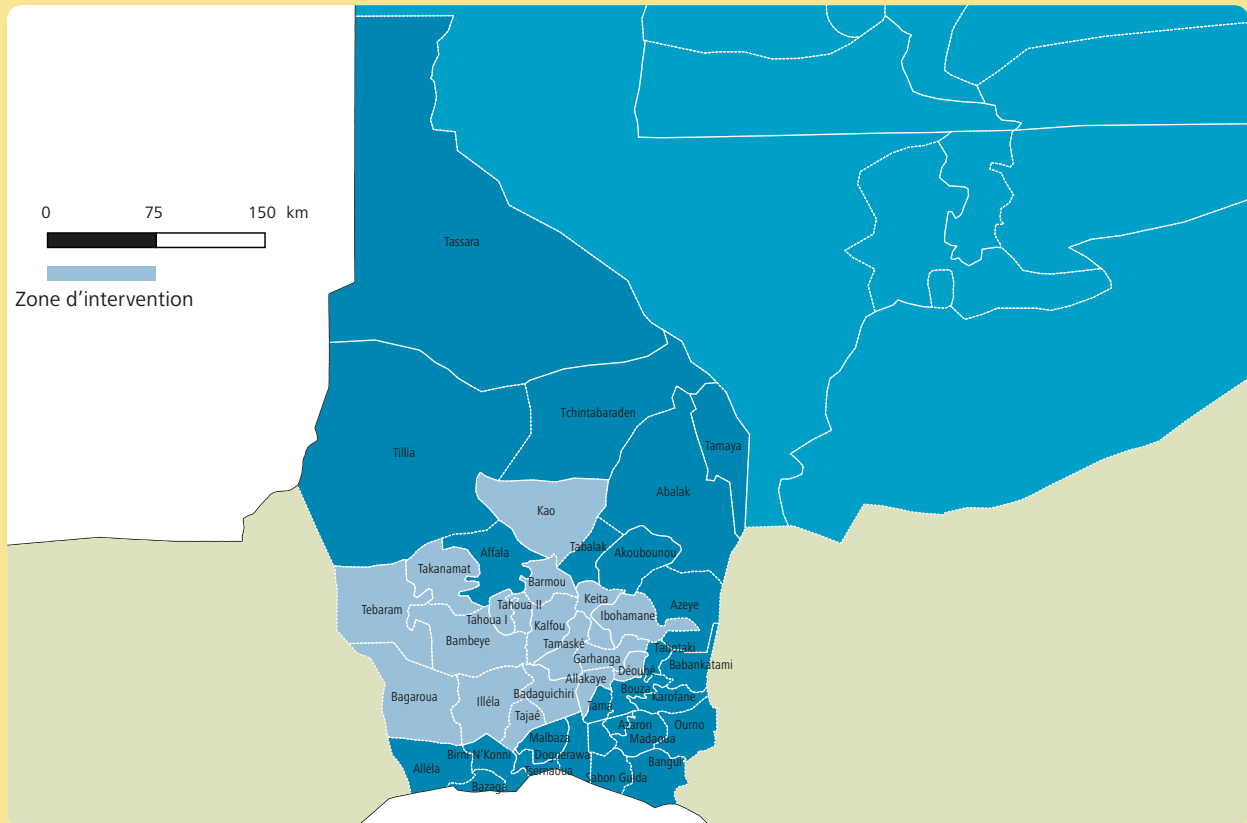 0 75 150 km
Zone d'intervention
Tassara
Tchintabaraden
Tamaya
Tillia
Abalak
Kao
Tabalak
Affala
Akoubounou
Takanamat
Barmou
Keita
Azeye
Tebaram
Tahoua II
Ibohamane
Tahoua I
Kalfou
Bambeye
Tamaské
Tabotaki
Garhanga
Déoubé
Babankatami
Allakaye
Bouza
Bagaroua
Illéla
Badaguichiri
Karofane
Tama
Tajaé
Azarori
Ourno
Malbaza
Madaoua
Birni N'Konni
Doguerawa
Bangui
Alléla
Tsernaoua
Sabon Guida
Bazaga